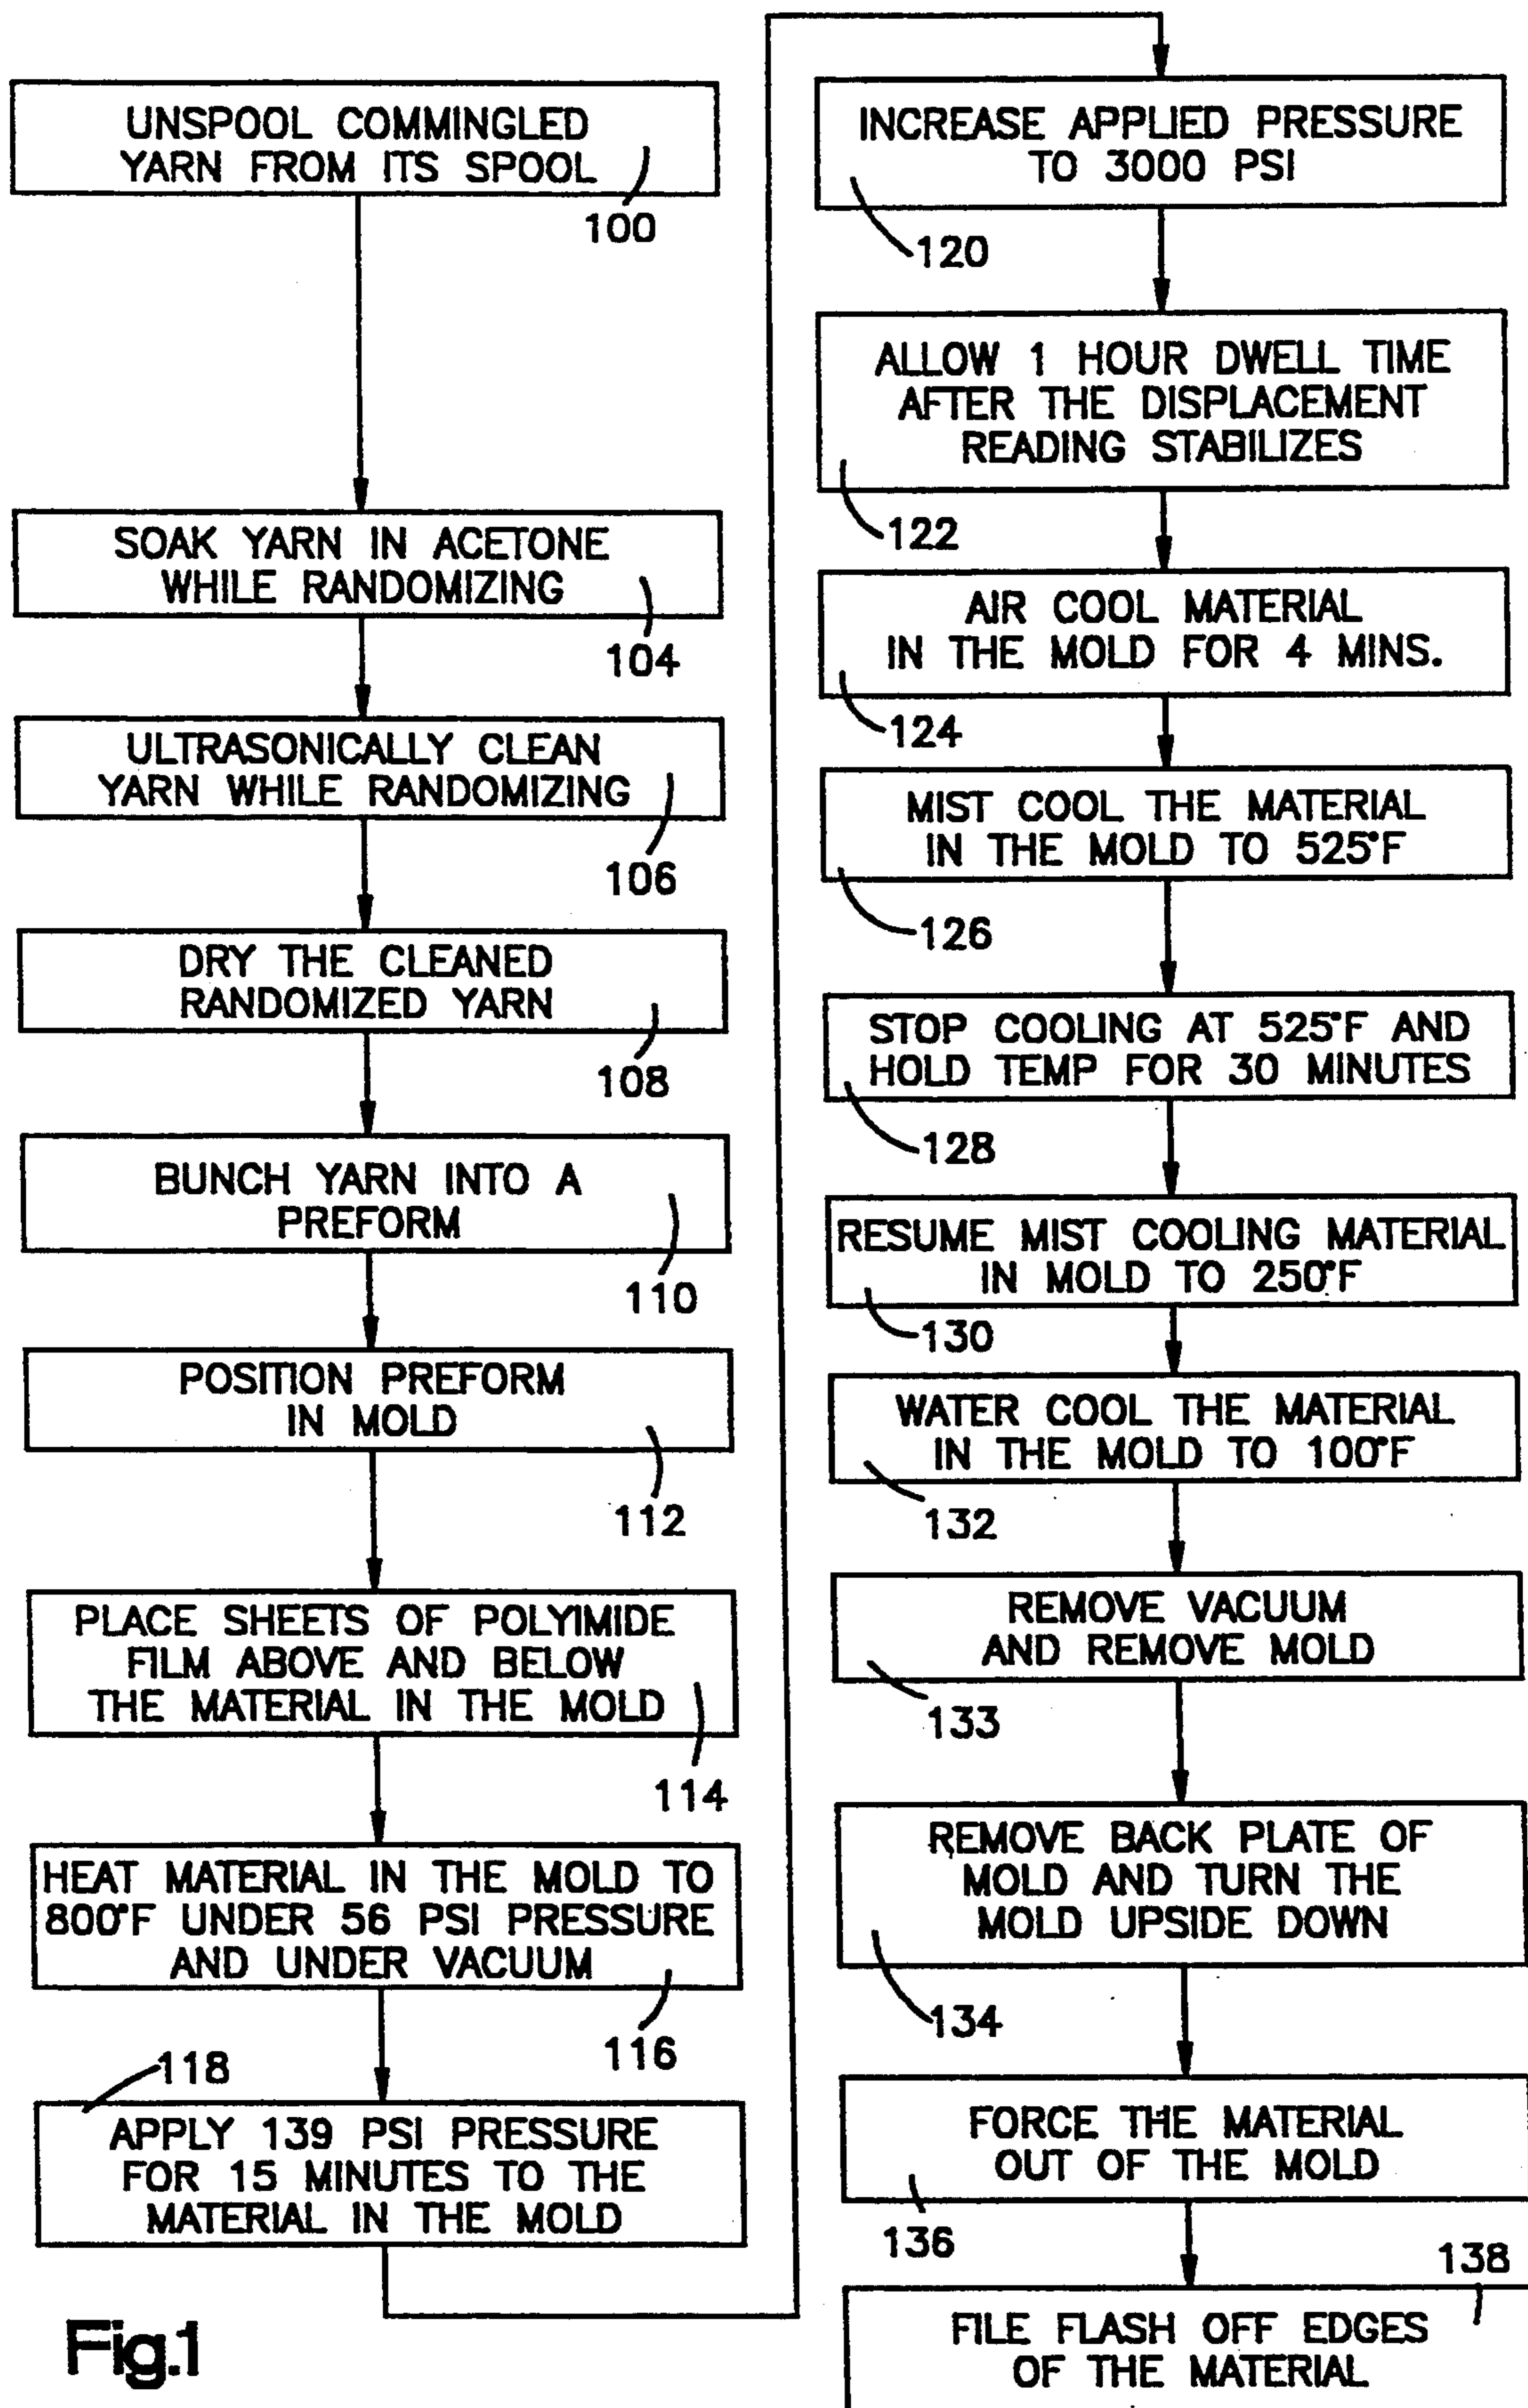 UNSPOOL COMMINGLED
YARN FROM ITS SPOOL
100
SOAK YARN IN ACETONE
WHILE RANDOMIZING
104
ULTRASONICALLY CLEAN
YARN WHILE RANDOMIZING
106
DRY THE CLEANED
RANDOMIZED YARN
108
BUNCH YARN INTO A
PREFORM
110
POSITION PREFORM
IN MOLD
112
PLACE SHEETS OF POLYIMIDE
FILM ABOVE AND BELOW
THE MATERIAL IN THE MOLD
114
HEAT MATERIAL IN THE MOLD TO
800°F UNDER 56 PSI PRESSURE
AND UNDER VACUUM
116
118
APPLY 139 PSI PRESSURE
FOR 15 MINUTES TO THE
MATERIAL IN THE MOLD
INCREASE APPLIED PRESSURE
TO 3000 PSI
120
ALLOW 1 HOUR DWELL TIME
AFTER THE DISPLACEMENT
READING STABILIZES
122
AIR COOL MATERIAL
IN THE MOLD FOR 4 MINS.
124
MIST COOL THE MATERIAL
IN THE MOLD TO 525°F
126
STOP COOLING AT 525°F AND
HOLD TEMP FOR 30 MINUTES
128
RESUME MIST COOLING MATERIAL
IN MOLD TO 250°F
130
WATER COOL THE MATERIAL
IN THE MOLD TO 100°F
132
REMOVE VACUUM
AND REMOVE MOLD
133
REMOVE BACK PLATE OF
MOLD AND TURN THE
MOLD UPSIDE DOWN
134
FORCE THE MATERIAL
OUT OF THE MOLD
136
138
FILE FLASH OFF EDGES
OF THE MATERIAL
Fig.1